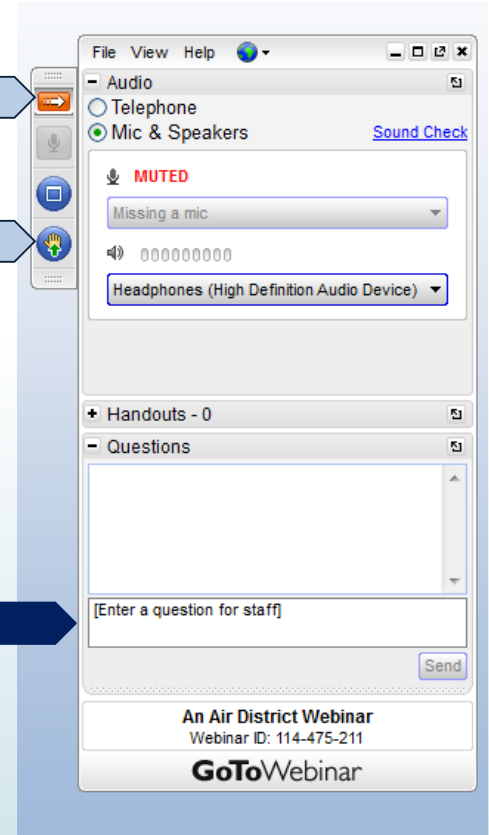 File View Help
Audio
Telephone
Mic & Speakers Sound Check
MUTED
Missing a mic
000000000
Headphones (High Definition Audio Device)
Handouts - 0
Questions
[Enter a question for staff]
Send
An Air District Webinar
Webinar ID: 114-475-211
GoToWebinar